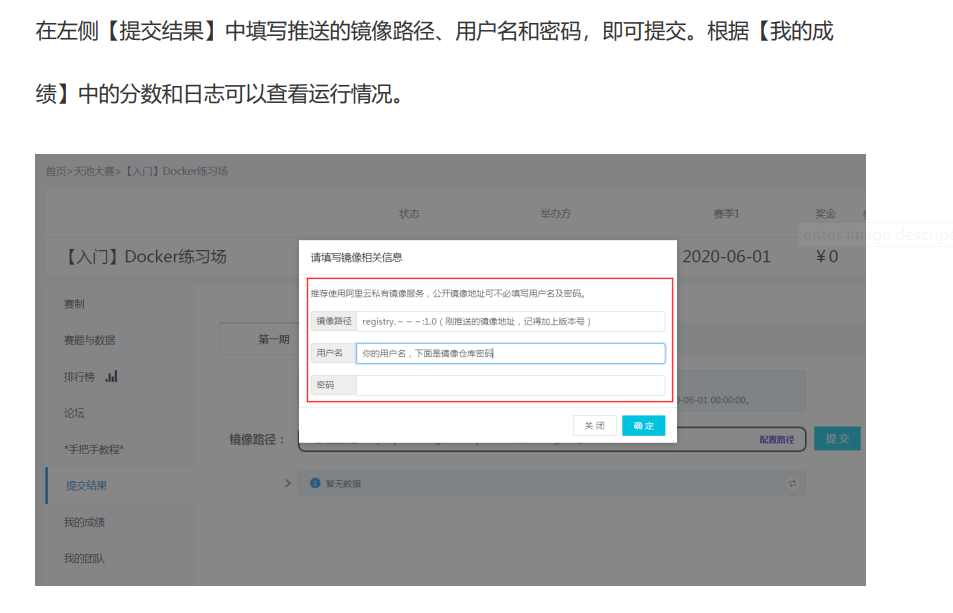 在左侧【提交结果】中填写推送的镜像路径、用户名和密码，即可提交。根据【我的成
绩】中的分数和日志可以查看运行情况。
首页>天池大赛>【入门】Docker练习场
状态 举办方 赛季1 奖金
enter image descript
【入门】Docker练习场 2020-06-01 ￥0
请填写镜像相关信息
推荐使用阿里云私有镜像服务，公开镜像地址可不必填写用户名及密码。
镜像路径 registry.~~~:1.0（刚推送的镜像地址，记得加上版本号）
用户名 你的用户名，下面是镜像仓库密码
密码
关闭 确定
赛制
赛题与数据
第一期
排行榜
0-06-01 00:00:00。
论坛
镜像路径： 配置路径 提交
*手把手教程*
提交结果
暂无数据
我的成绩
我的团队